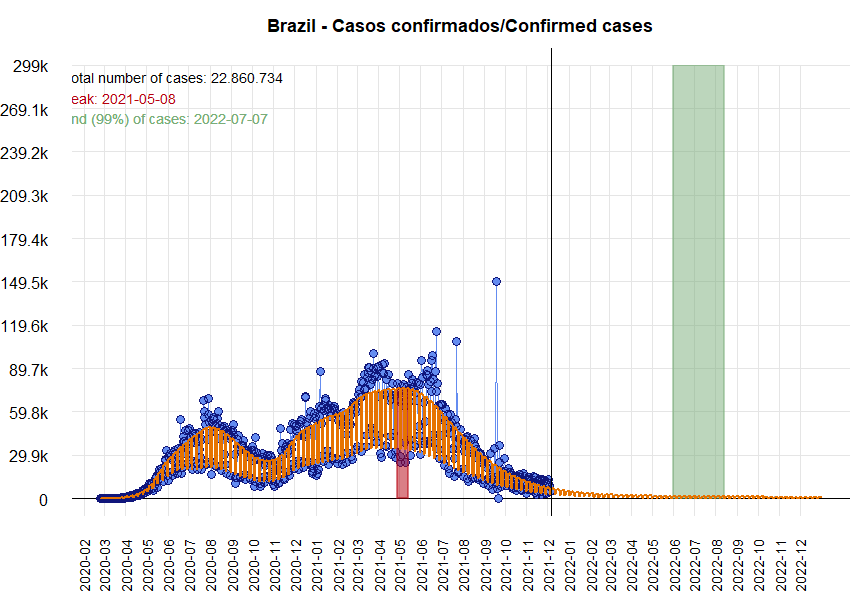 Brazil - Casos confirmados/Confirmed cases
299k
269.1k
239.2k
209.3k
179.4k
149.5k
119.6k
89.7k
59.8k
29.9k
0
otal number of cases: 22.860.734
eak: 2021-05-08
nd (99%) of cases: 2022-07-07
2020-02
2020-03
2020-04
2020-05
2020-06
2020-07
2020-08
2020-09
2020-10
2020-11
2020-12
2021-01
2021-02
2021-03
2021-04
2021-05
2021-06
2021-07
2021-08
2021-09
2021-10
2021-11
2021-12
2022-01
2022-02
2022-03
2022-04
2022-05
2022-06
2022-07
2022-08
2022-09
2022-10
2022-11
2022-12